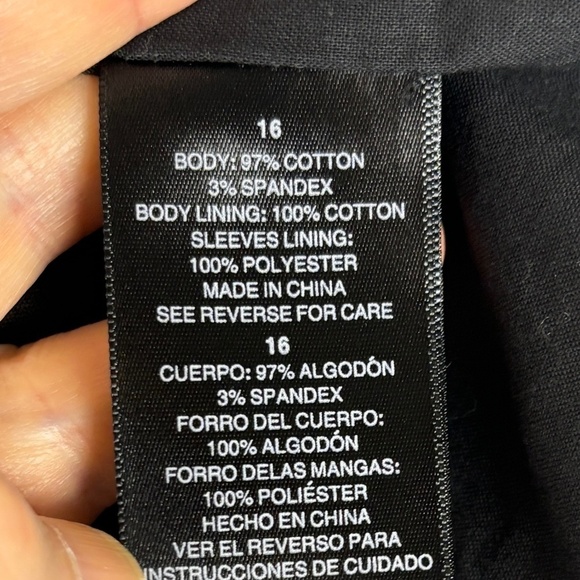 16
BODY: 97% COTTON
3% SPANDEX
BODY LINING: 100% COTTON
SLEEVES LINING:
100% POLYESTER
MADE IN CHINA
SEE REVERSE FOR CARE
16
CUERPO: 97% ALGODÓN
3% SPANDEX
FORRO DEL CUERPO:
100% ALGODÓN
FORRO DELAS MANGAS:
100% POLIÉSTER
HECHO EN CHINA
VER EL REVERSO PARA
INSTRUCCIONES DE CUIDADO